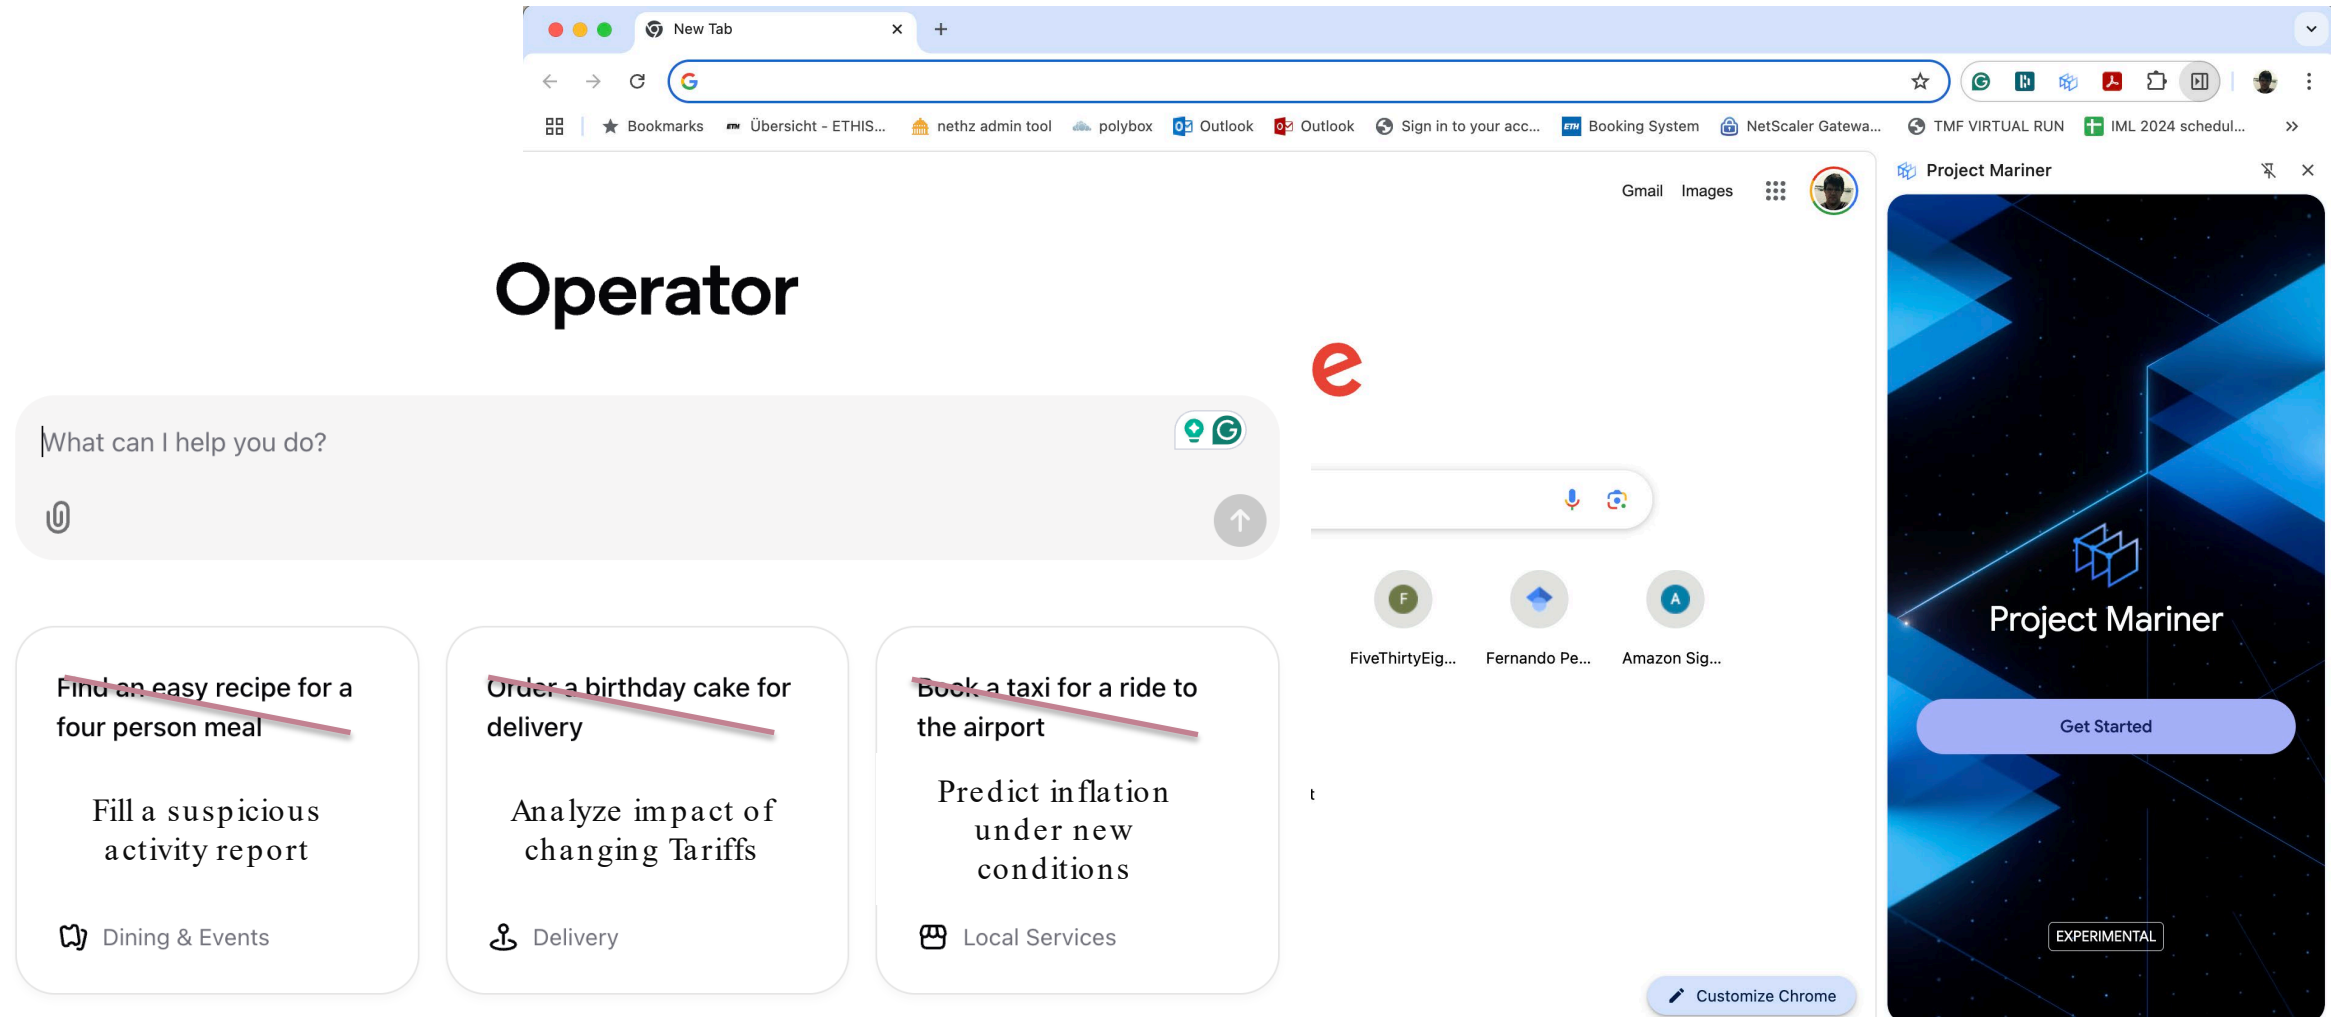 New Tab
Bookmarks
ETH Übersicht - ETHIS...
nethz admin tool
polybox
Outlook
Outlook
Sign in to your acc...
ETH Booking System
NetScaler Gatewa...
TMF VIRTUAL RUN
IML 2024 schedul...
Project Mariner
Gmail
Images
Operator
e
What can I help you do?
Find an easy recipe for a
four person meal
Fill a suspicious
activity report
Dining & Events
Order a birthday cake for
delivery
Analyze impact of
changing Tariffs
Delivery
Book a taxi for a ride to
the airport
Predict inflation
under new
conditions
Local Services
F
FiveThirtyEig...
Fernando Pe...
A
Amazon Sig...
t
Customize Chrome
Project Mariner
Get Started
EXPERIMENTAL